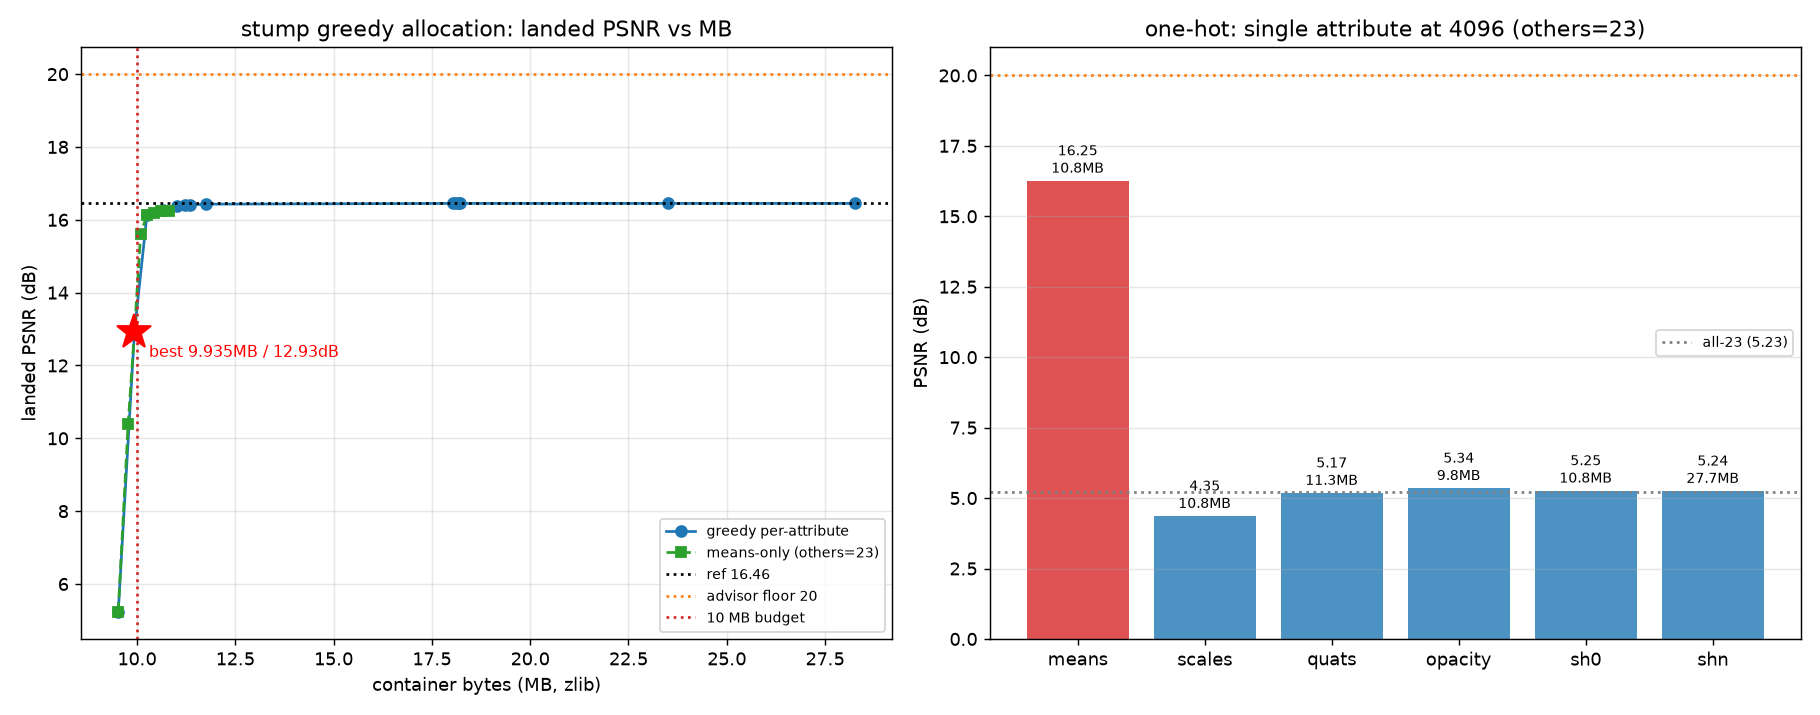 stump greedy allocation: landed PSNR vs MB
landed PSNR (dB)
20
18
16
14
12
10
8
6
best 9.935MB / 12.93dB
greedy per-attribute
means-only (others=23)
ref 16.46
advisor floor 20
10 MB budget
10.0 12.5 15.0 17.5 20.0 22.5 25.0 27.5
container bytes (MB, zlib)
one-hot: single attribute at 4096 (others=23)
PSNR (dB)
20.0
17.5
15.0
12.5
10.0
7.5
5.0
2.5
0.0
16.25
10.8MB
4.35
10.8MB
5.17
11.3MB
5.34
9.8MB
5.25
10.8MB
5.24
27.7MB
all-23 (5.23)
means scales quats opacity sh0 shn